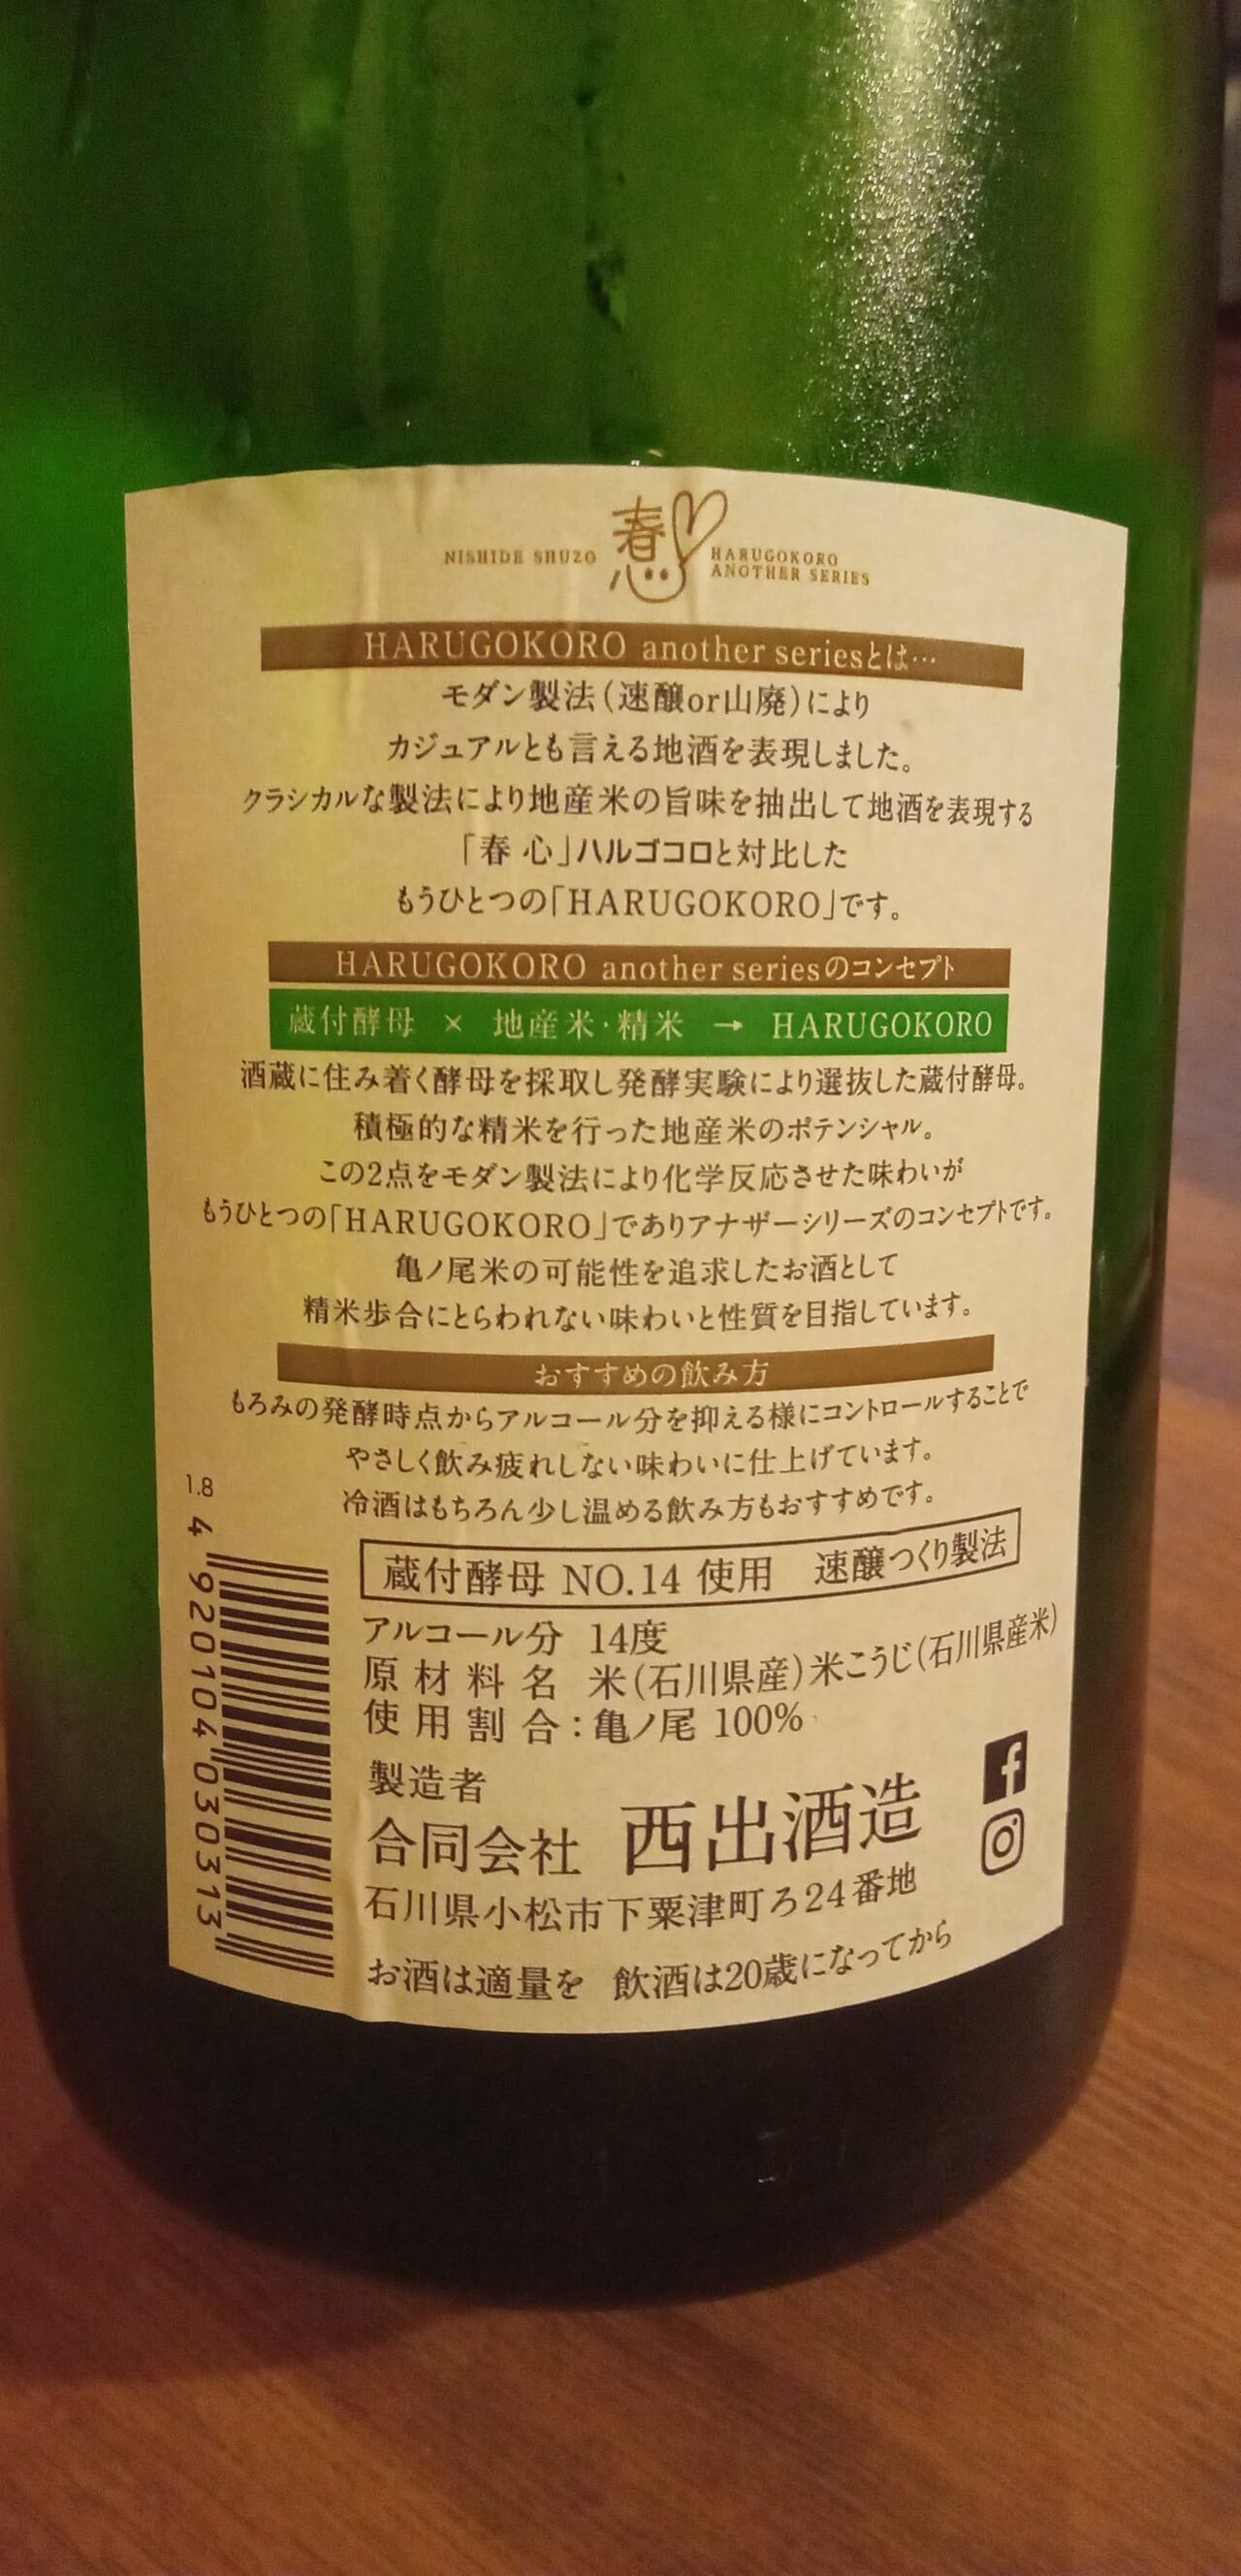 NISHIDE SHUZO 春心 HARUGOKORO
ANOTHER SERIES
HARUGOKORO another seriesとは…
モダン製法(速醸or山廃)により
カジュアルとも言える地酒を表現しました。
クラシカルな製法により地産米の旨味を抽出して地酒を表現する
「春 心」ハルゴコロと対比した
もうひとつの「HARUGOKORO」です。
HARUGOKORO another seriesのコンセプト
蔵付酵母 × 地産米・精米 → HARUGOKORO
酒蔵に住み着く酵母を採取し発酵実験により選抜した蔵付酵母。
積極的な精米を行った地産米のポテンシャル。
この2点をモダン製法により化学反応させた味わいが
もうひとつの「HARUGOKORO」でありアナザーシリーズのコンセプトです。
亀ノ尾米の可能性を追求したお酒として
精米歩合にとらわれない味わいと性質を目指しています。
おすすめの飲み方
もろみの発酵時点からアルコール分を抑える様にコントロールすることで
やさしく飲み疲れしない味わいに仕上げています。
冷酒はもちろん少し温める飲み方もおすすめです。
蔵付酵母 NO.14 使用 速醸つくり製法
アルコール分 14度
原材料名 米(石川県産)米こうじ(石川県産米)
使用割合:亀ノ尾 100%
製造者
合同会社 西出酒造
石川県小松市下粟津町ろ24番地
お酒は適量を 飲酒は20歳になってから
1.8
4 920104 030313